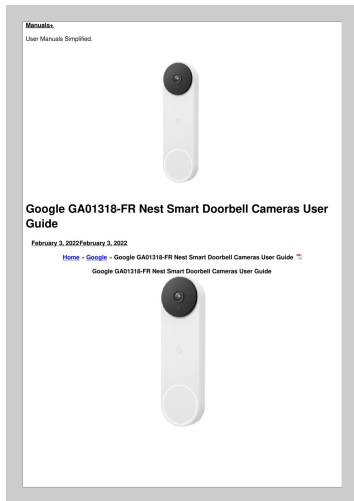 Manuals+
User Manuals Simplified.
Google GA01318-FR Nest Smart Doorbell Cameras User
Guide
February 3, 2022February 3, 2022
Home » Google » Google GA01318-FR Nest Smart Doorbell Cameras User Guide
Google GA01318-FR Nest Smart Doorbell Cameras User Guide